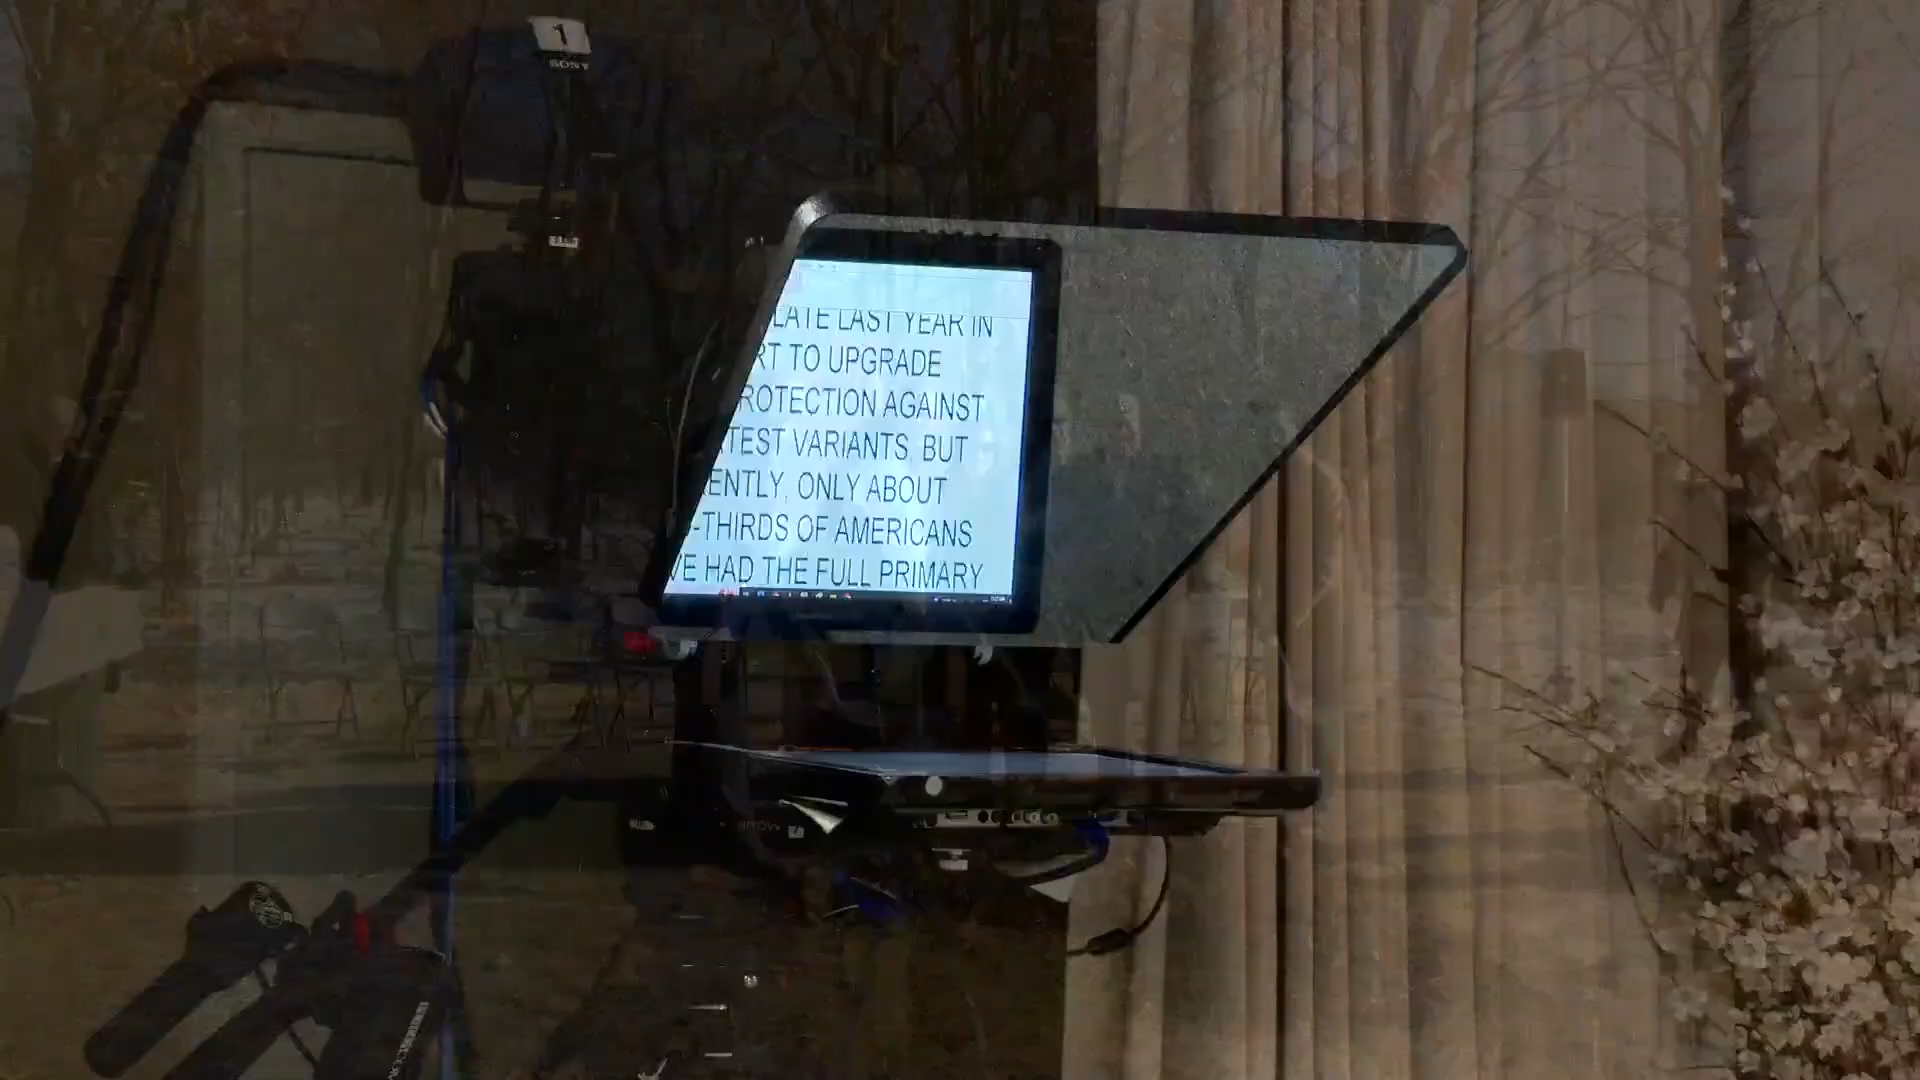 1
SONY
LATE LAST YEAR IN
RT TO UPGRADE
ROTECTION AGAINST
TEST VARIANTS, BUT
ENTLY, ONLY ABOUT
-THIRDS OF AMERICANS
VE HAD THE FULL PRIMARY